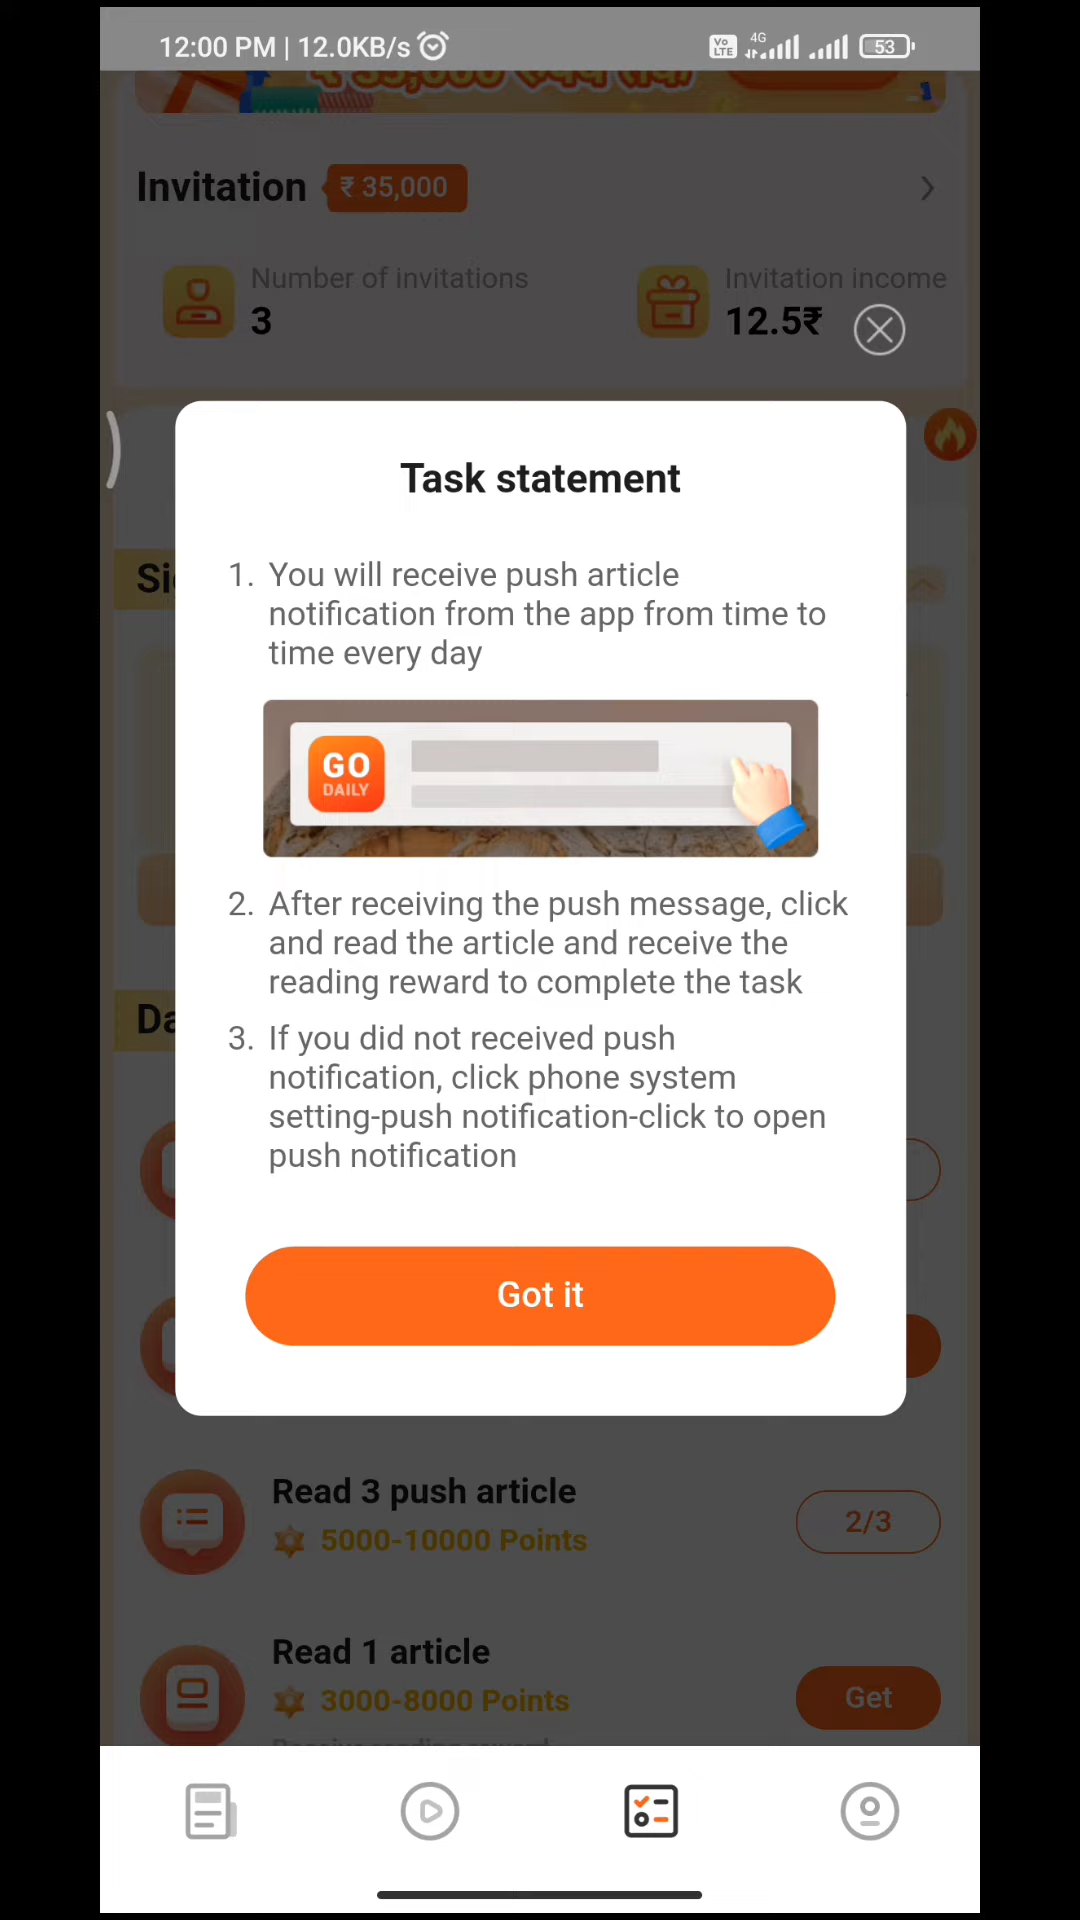 12:00 PM | 12.0KB/s
Vo LTE 4G 53
Invitation ₹ 35,000
Number of invitations
3
Invitation income
12.5₹
Task statement
1. You will receive push article
notification from the app from time to
time every day
GO
DAILY
2. After receiving the push message, click
and read the article and receive the
reading reward to complete the task
3. If you did not received push
notification, click phone system
setting-push notification-click to open
push notification
Got it
Read 3 push article
5000-10000 Points
2/3
Read 1 article
3000-8000 Points
Get